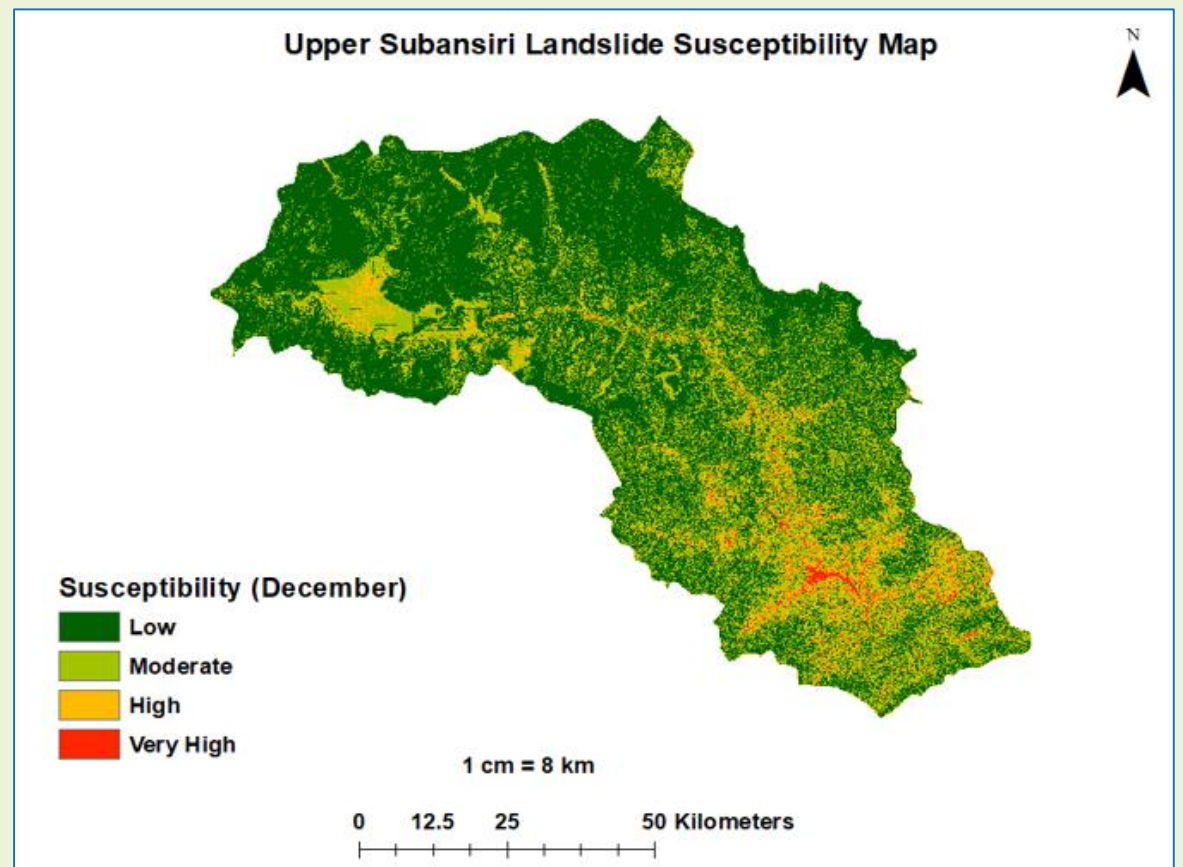 Upper Subansiri Landslide Susceptibility Map
N
Susceptibility (December)
Low
Moderate
High
Very High
1 cm = 8 km
0 12.5 25 50 Kilometers